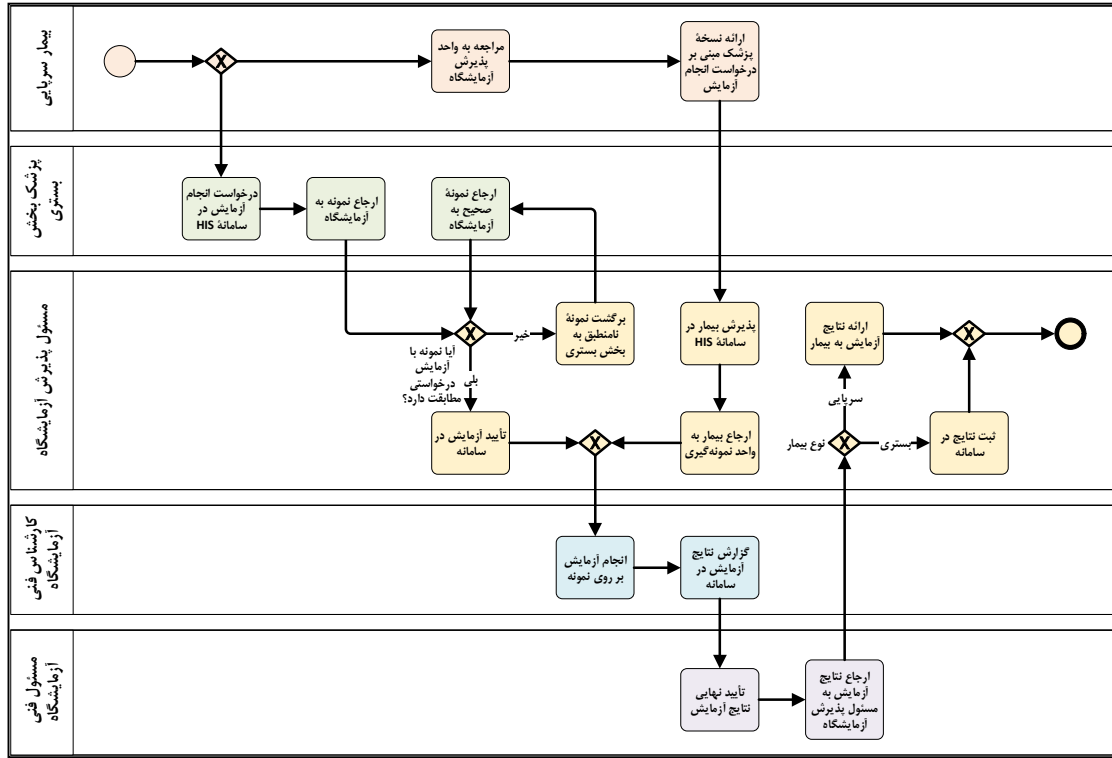 بیمار سرپایی
X
مراجعه به واحد
پذیرش
آزمایشگاه
ارائه نسخۀ
پزشک مبنی بر
درخواست انجام
آزمایش
پزشک بخش
بستری
درخواست انجام
آزمایش در
سامانۀ HIS
ارجاع نمونه به
آزمایشگاه
ارجاع نمونۀ
صحیح به
آزمایشگاه
مسئول پذیرش آزمایشگاه
X
خیر
آیا نمونه با
آزمایش
درخواستی
مطابقت دارد؟
بلی
برگشت نمونۀ
نامنطبق به
بخش بستری
پذیرش بیمار در
سامانۀ HIS
ارائه نتایج
آزمایش به بیمار
X
تأیید آزمایش در
سامانه
X
ارجاع بیمار به
واحد نمونه‌گیری
سرپایی
نوع بیمار
X
بستری
ثبت نتایج در
سامانه
کارشناس فنی
آزمایشگاه
انجام آزمایش
بر روی نمونه
گزارش نتایج
آزمایش در
سامانه
مسئول فنی
آزمایشگاه
تأیید نهایی
نتایج آزمایش
ارجاع نتایج
آزمایش به
مسئول پذیرش
آزمایشگاه